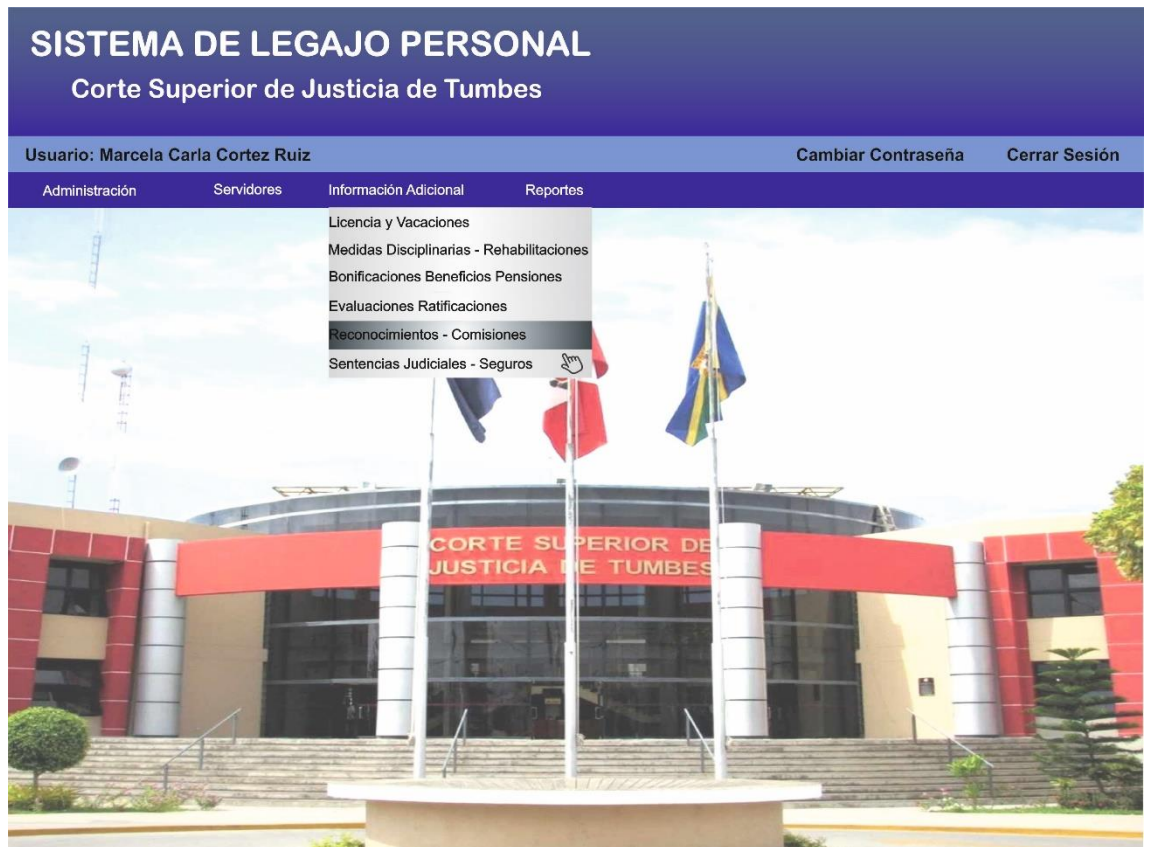 SISTEMA DE LEGAJO PERSONAL
Corte Superior de Justicia de Tumbes
Usuario: Marcela Carla Cortez Ruiz Cambiar Contraseña Cerrar Sesión
Administración Servidores Información Adicional Reportes
Licencia y Vacaciones
Medidas Disciplinarias - Rehabilitaciones
Bonificaciones Beneficios Pensiones
Evaluaciones Ratificaciones
Reconocimientos - Comisiones
Sentencias Judiciales - Seguros
CORTE SUPERIOR DE
JUSTICIA DE TUMBES